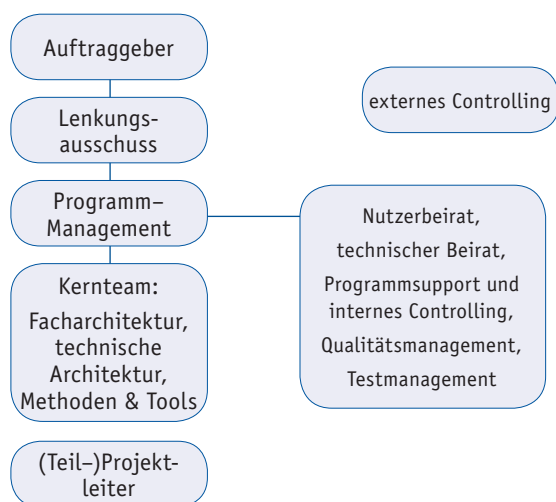 Auftraggeber
externes Controlling
Lenkungs-
ausschuss
Programm–
Management
Nutzerbeirat,
technischer Beirat,
Programmsupport und
internes Controlling,
Qualitätsmanagement,
Testmanagement
Kernteam:
Facharchitektur,
technische
Architektur,
Methoden & Tools
(Teil–)Projekt-
leiter